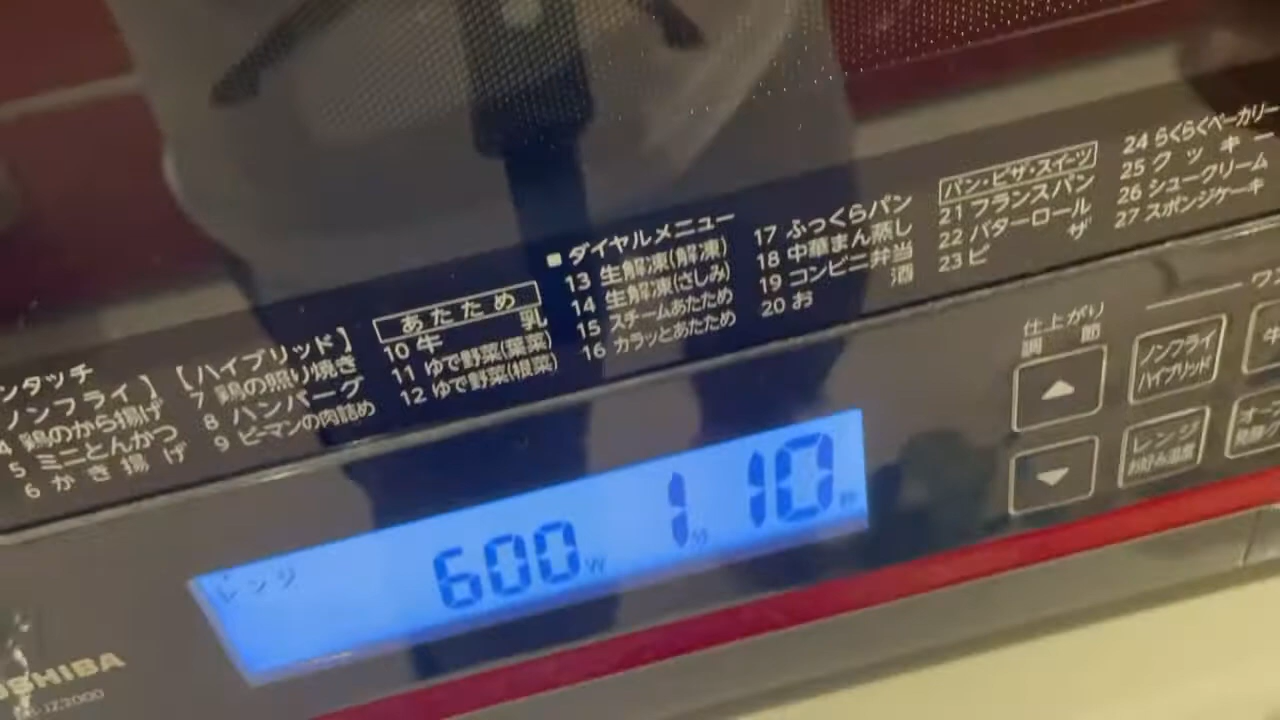 ンタッチ
ノンフライ】
4 鶏のから揚げ
5 ミニとんかつ
6 かき揚げ
【ハイブリッド】
7 鶏の照り焼き
8 ハンバーグ
9 ピーマンの肉詰め
あたため
10 牛乳
11 ゆで野菜(葉菜)
12 ゆで野菜(根菜)
■ダイヤルメニュー
13 生解凍(解凍)
14 生解凍(さしみ)
15 スチームあたため
16 カラッとあたため
17 ふっくらパン
18 中華まん蒸し
19 コンビニ弁当
20 お酒
パン・ピザ・スイーツ
21 フランスパン
22 バターロール
23 ピザ
24 らくらくベーカリー
25 クッキー
26 シュークリーム
27 スポンジケーキ
仕上がり
調節
ノンフライ
ハイブリッド
レンジ
お好み温度
レンジ 600W 1 10
OSHIBA